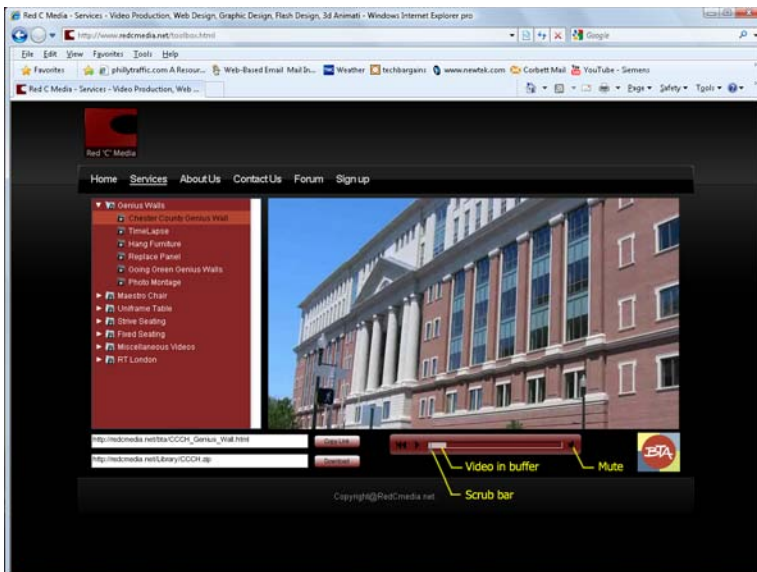 Red C Media - Services - Video Production, Web Design, Graphic Design, Flash Design, 3d Animati - Windows Internet Explorer pro
http://www.redcmedia.net/toolbox.html
Google
File Edit View Favorites Tools Help
Favorites phillytraffic.com A Resour... Web-Based Email Mail In... Weather techbargains www.newtek.com Corbett Mail YouTube - Siemens
Red C Media - Services - Video Production, Web ... Page Safety Tools
Red 'C' Media
Home Services About Us Contact Us Forum Sign up
Genius Walls
Chester County Genius Wall
TimeLapse
Hang Furniture
Replace Panel
Going Green Genius Walls
Photo Montage
Maestro Chair
Uniframe Table
Strive Seating
Fixed Seating
Miscellaneous Videos
RT London
http://redcmedia.net/bta/CCCH_Genius_Wall.html Copy Link
http://redcmedia.net/Library/CCCH.zip Download
BTA
Video in buffer Mute
Scrub bar
Copyright@RedCmedia.net